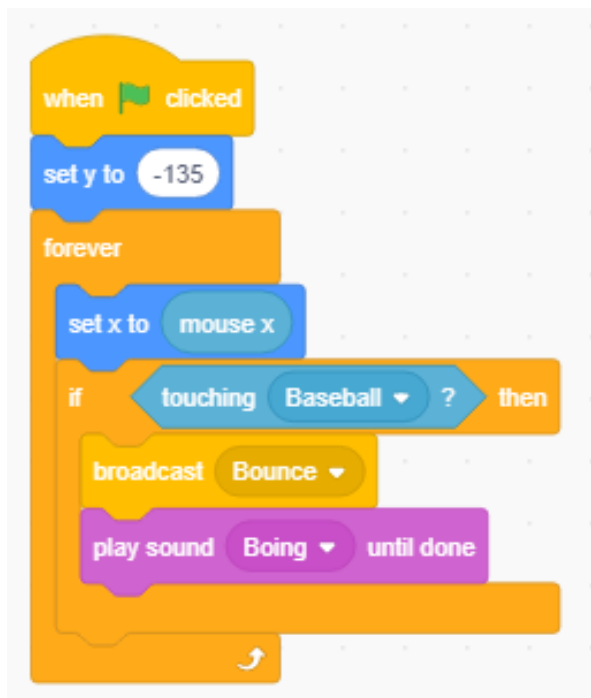 when clicked
set y to -135
forever
set x to mouse x
if touching Baseball ? then
broadcast Bounce
play sound Boing until done